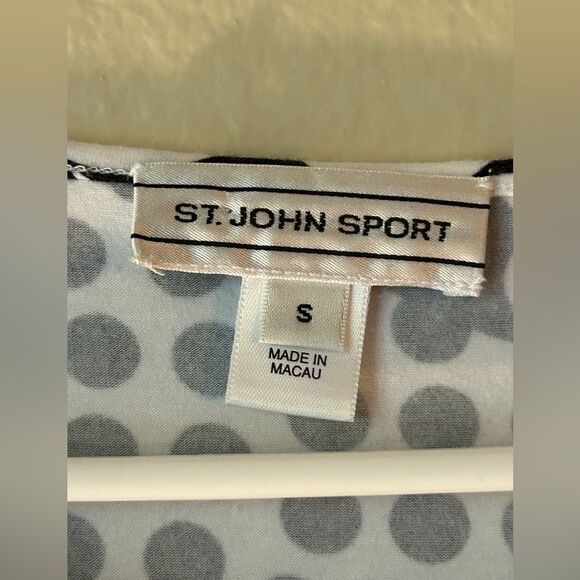 ST. JOHN SPORT
S
MADE IN
MACAU